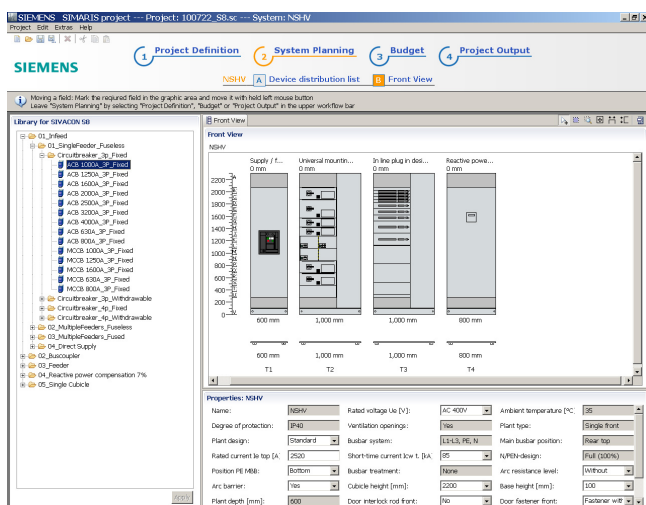 SIEMENS SIMARIS project --- Project: 100722_S8.sc --- System: NSHV
Project Edit Extras Help
SIEMENS
1 Project Definition
2 System Planning
3 Budget
4 Project Output
NSHV A Device distribution list B Front View
Moving a field: Mark the required field in the graphic area and move it with held left mouse button
Leave "System Planning" by selecting "Project Definition", "Budget" or "Project Output" in the upper workflow bar
Library for SIVACON S8
01_Infeed
01_SingleFeeder_Fuseless
Circuitbreaker_3p_Fixed
ACB 1000A_3P_Fixed
ACB 1250A_3P_Fixed
ACB 1600A_3P_Fixed
ACB 2000A_3P_Fixed
ACB 2500A_3P_Fixed
ACB 3200A_3P_Fixed
ACB 4000A_3P_Fixed
ACB 630A_3P_Fixed
ACB 800A_3P_Fixed
MCCB 1000A_3P_Fixed
MCCB 1250A_3P_Fixed
MCCB 1600A_3P_Fixed
MCCB 630A_3P_Fixed
MCCB 800A_3P_Fixed
Circuitbreaker_3p_Withdrawable
Circuitbreaker_4p_Fixed
Circuitbreaker_4p_Withdrawable
02_MultipleFeeders_Fuseless
03_MultipleFeeders_Fused
04_Direct Supply
02_Buscoupler
03_Feeder
04_Reactive power compensation 7%
05_Single Cubicle
Apply
Front View
Front View
NSHV
Supply / f... Universal mountin... In line plug in des... Reactive powe...
0 mm 0 mm 0 mm 0 mm
2200
2000
1800
1600
1400
1200
1000
800
600
400
200
0
600 mm 1,000 mm 1,000 mm 800 mm
600 mm 1,000 mm 1,000 mm 800 mm
T1 T2 T3 T4
Properties: NSHV
Name: NSHV Rated voltage Ue [V]: AC 400V Ambient temperature [°C] 35
Degree of protection: IP40 Ventilation openings: Yes Plant type: Single front
Plant design: Standard Busbar system: L1-L3, PE, N Main busbar position: Rear top
Rated current Ie top [A] 2520 Short-time current Icw t. [kA 85 N/PEN-design: Full (100%)
Position PE MBB: Bottom Busbar treatment: None Arc resistance level: Without
Arc barrier: Yes Cubicle height [mm]: 2200 Base height [mm]: 100
Plant depth [mm]: 600 Door interlock rod front: No Door fastener front: Fastener with